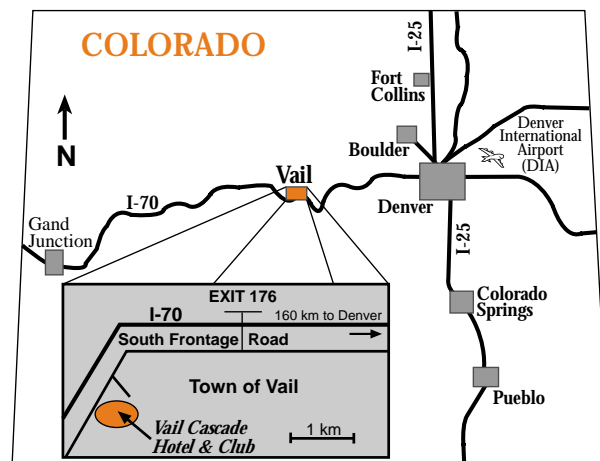 COLORADO
I-25
Fort
Collins
N
Boulder
Denver
International
Airport
(DIA)
Vail
I-70
Denver
Gand
Junction
I-25
Colorado
Springs
Pueblo
EXIT 176
I-70
160 km to Denver
South Frontage Road
Town of Vail
Vail Cascade
Hotel & Club
1 km